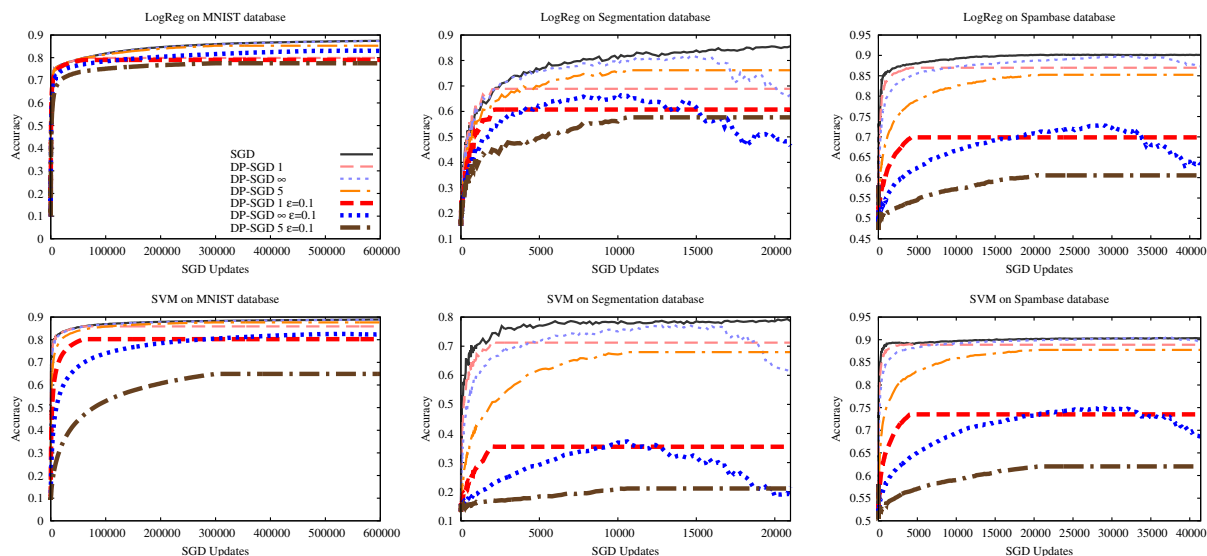 LogReg on MNIST database
Accuracy
0.9
0.8
0.7
0.6
0.5
0.4
0.3
0.2
0.1
0
SGD
DP-SGD 1
DP-SGD ∞
DP-SGD 5
DP-SGD 1 ε=0.1
DP-SGD ∞ ε=0.1
DP-SGD 5 ε=0.1
0 100000 200000 300000 400000 500000 600000
SGD Updates
LogReg on Segmentation database
Accuracy
0.9
0.8
0.7
0.6
0.5
0.4
0.3
0.2
0.1
0 5000 10000 15000 20000
SGD Updates
LogReg on Spambase database
Accuracy
0.95
0.9
0.85
0.8
0.75
0.7
0.65
0.6
0.55
0.5
0.45
0 5000 10000 15000 20000 25000 30000 35000 40000
SGD Updates
SVM on MNIST database
Accuracy
0.9
0.8
0.7
0.6
0.5
0.4
0.3
0.2
0.1
0
0 100000 200000 300000 400000 500000 600000
SGD Updates
SVM on Segmentation database
Accuracy
0.8
0.7
0.6
0.5
0.4
0.3
0.2
0.1
0 5000 10000 15000 20000
SGD Updates
SVM on Spambase database
Accuracy
0.95
0.9
0.85
0.8
0.75
0.7
0.65
0.6
0.55
0.5
0 5000 10000 15000 20000 25000 30000 35000 40000
SGD Updates